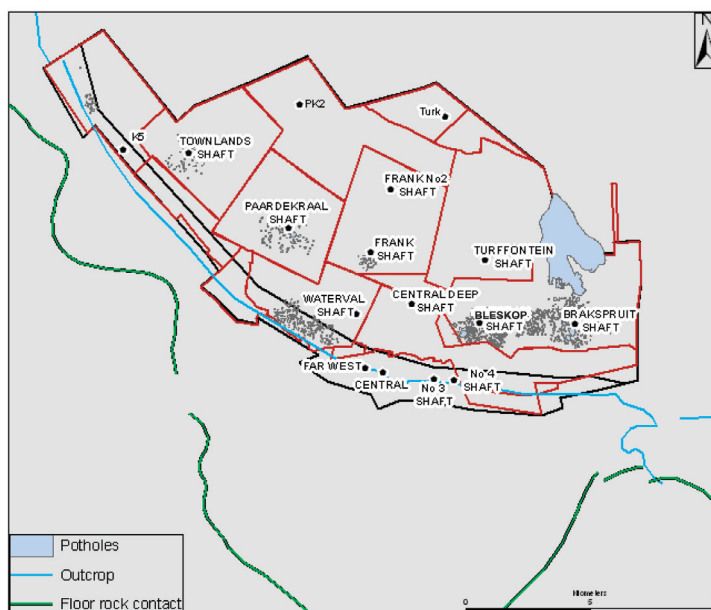 N
PK2
Turk
K5
TOWNLANDS
SHAFT
FRANK No2
SHAFT
PAARDEKRAAL
SHAFT
FRANK
SHAFT
TURFFONTEIN
SHAFT
WATERVAL
SHAFT
CENTRAL DEEP
SHAFT
BLESKOP
SHAFT
BRAKSPRUIT
SHAFT
FAR WEST
CENTRAL
No 3
SHAFT
No 4
SHAFT
Potholes
Outcrop
Floor rock contact
Kilometers
0 5